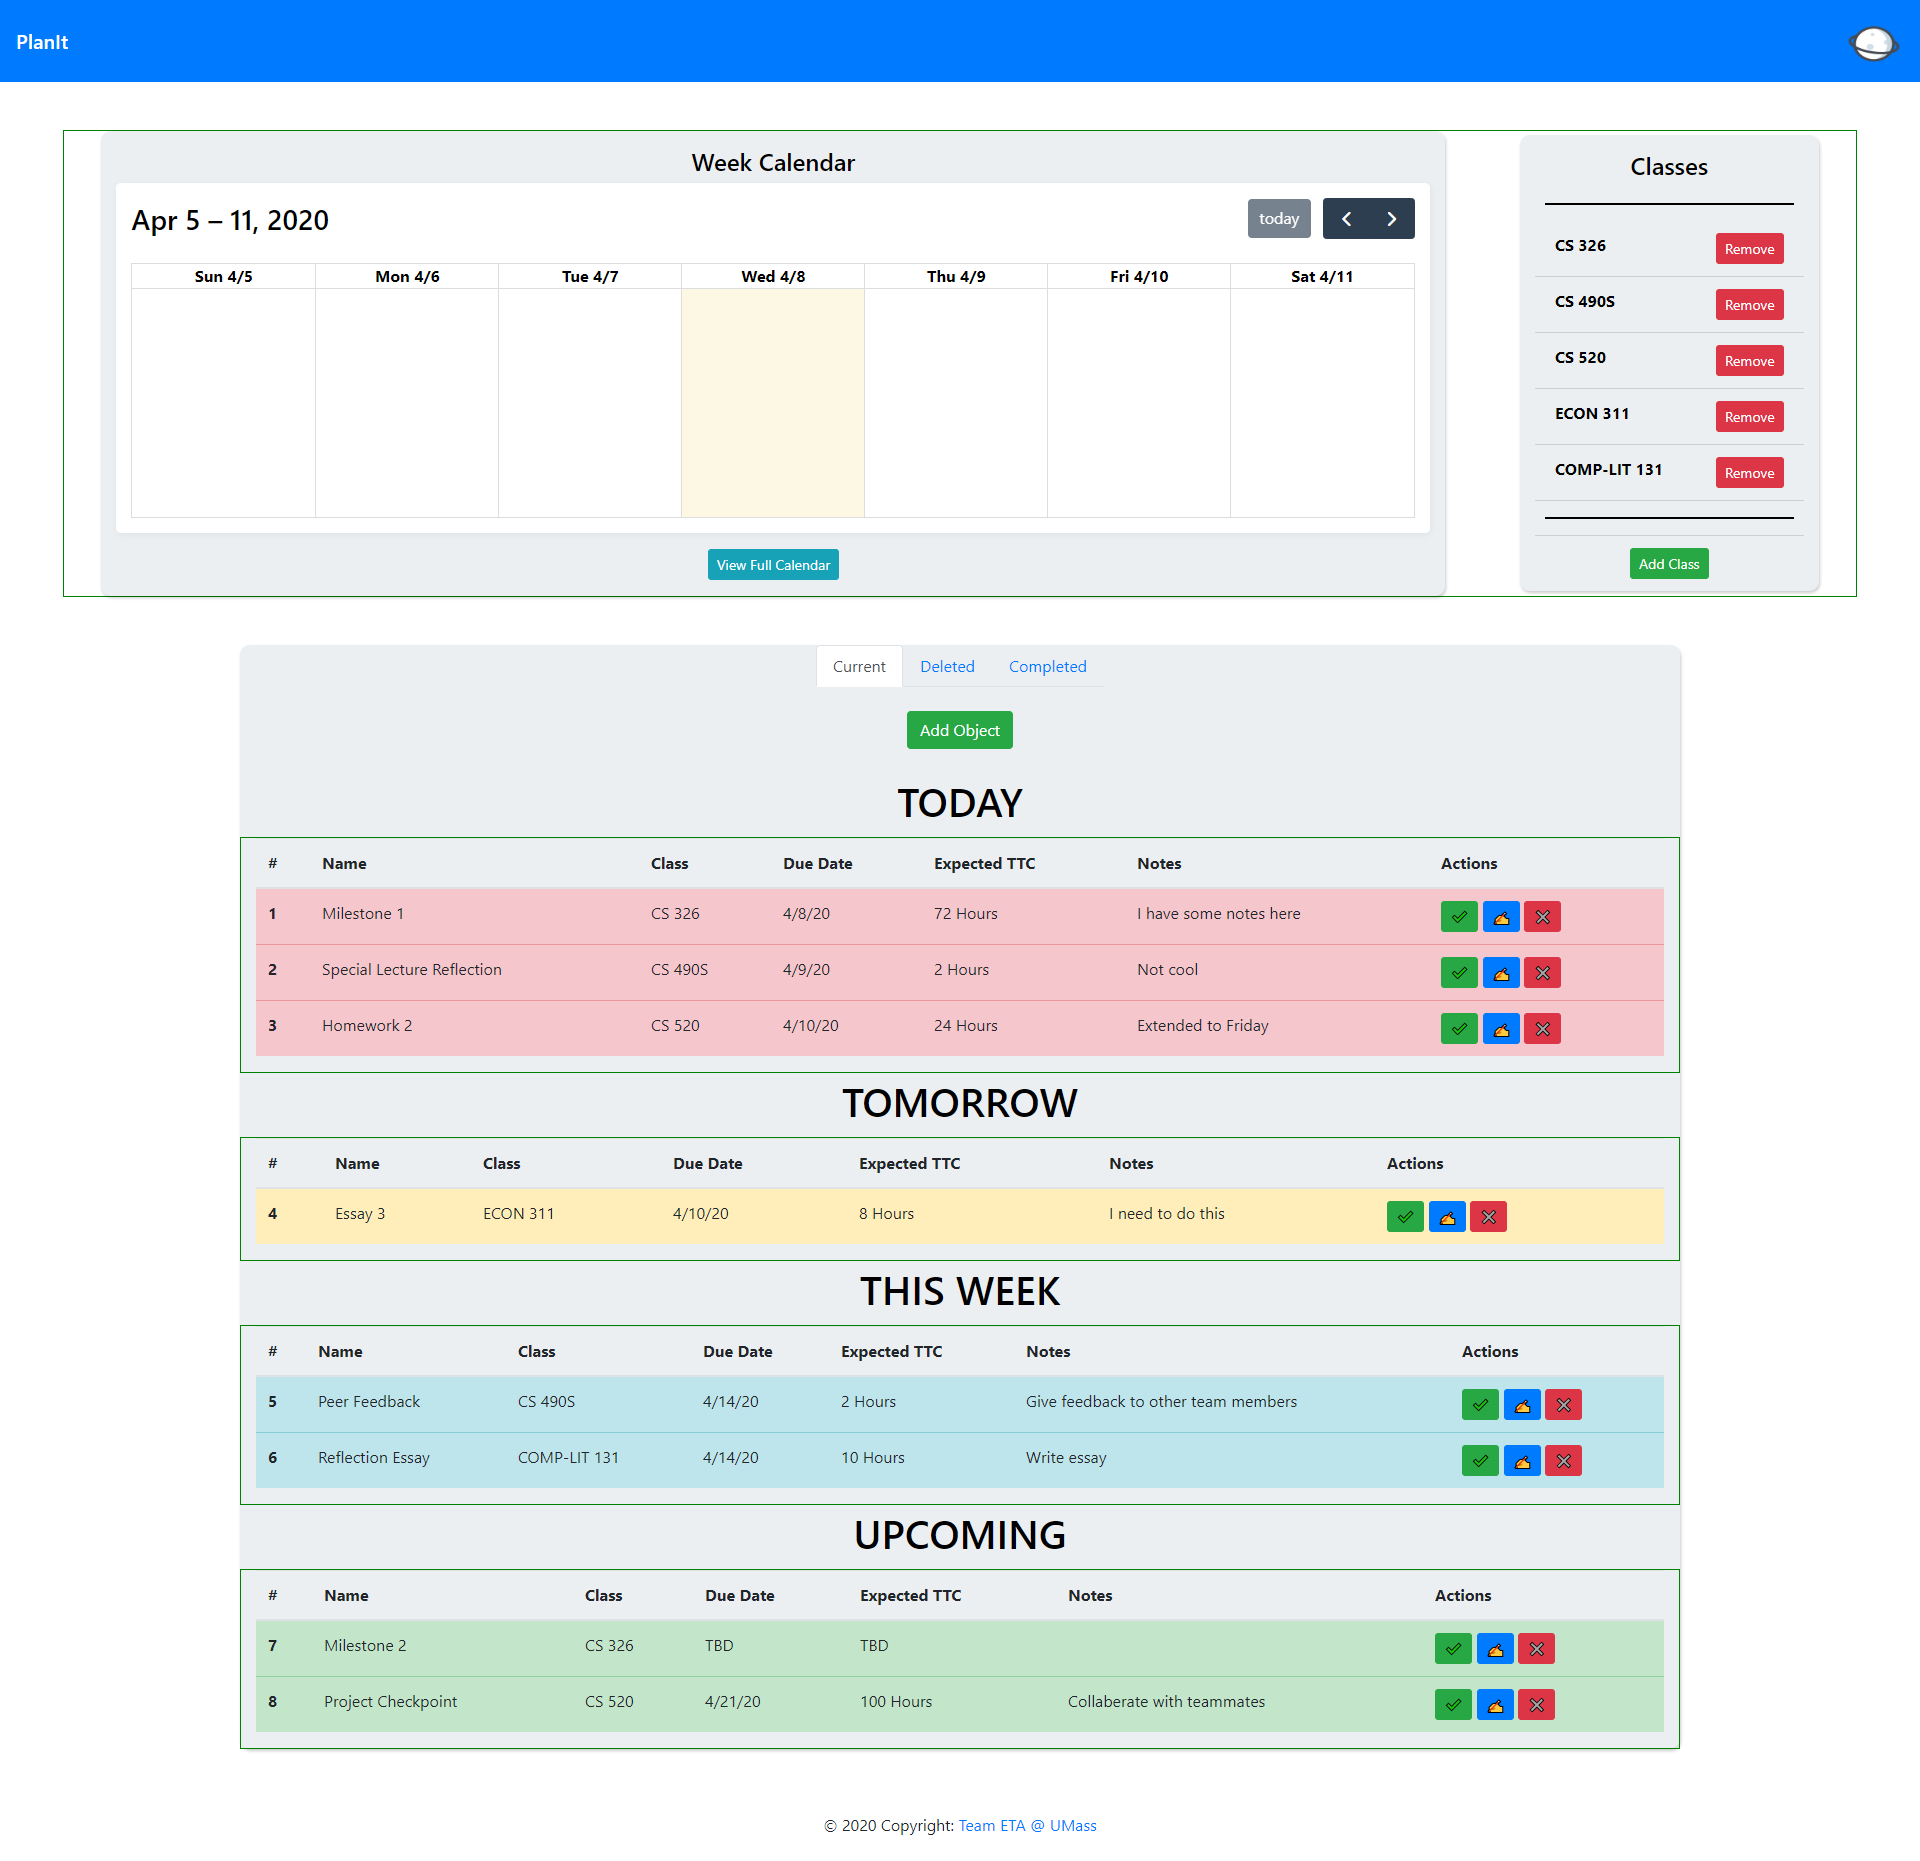 PlanIt
Week Calendar
Apr 5 – 11, 2020
today
Sun 4/5 Mon 4/6 Tue 4/7 Wed 4/8 Thu 4/9 Fri 4/10 Sat 4/11
View Full Calendar
Classes
CS 326 Remove
CS 490S Remove
CS 520 Remove
ECON 311 Remove
COMP-LIT 131 Remove
Add Class
Current Deleted Completed
Add Object
TODAY
# Name Class Due Date Expected TTC Notes Actions
1 Milestone 1 CS 326 4/8/20 72 Hours I have some notes here
2 Special Lecture Reflection CS 490S 4/9/20 2 Hours Not cool
3 Homework 2 CS 520 4/10/20 24 Hours Extended to Friday
TOMORROW
# Name Class Due Date Expected TTC Notes Actions
4 Essay 3 ECON 311 4/10/20 8 Hours I need to do this
THIS WEEK
# Name Class Due Date Expected TTC Notes Actions
5 Peer Feedback CS 490S 4/14/20 2 Hours Give feedback to other team members
6 Reflection Essay COMP-LIT 131 4/14/20 10 Hours Write essay
UPCOMING
# Name Class Due Date Expected TTC Notes Actions
7 Milestone 2 CS 326 TBD TBD
8 Project Checkpoint CS 520 4/21/20 100 Hours Collaberate with teammates
© 2020 Copyright: Team ETA @ UMass